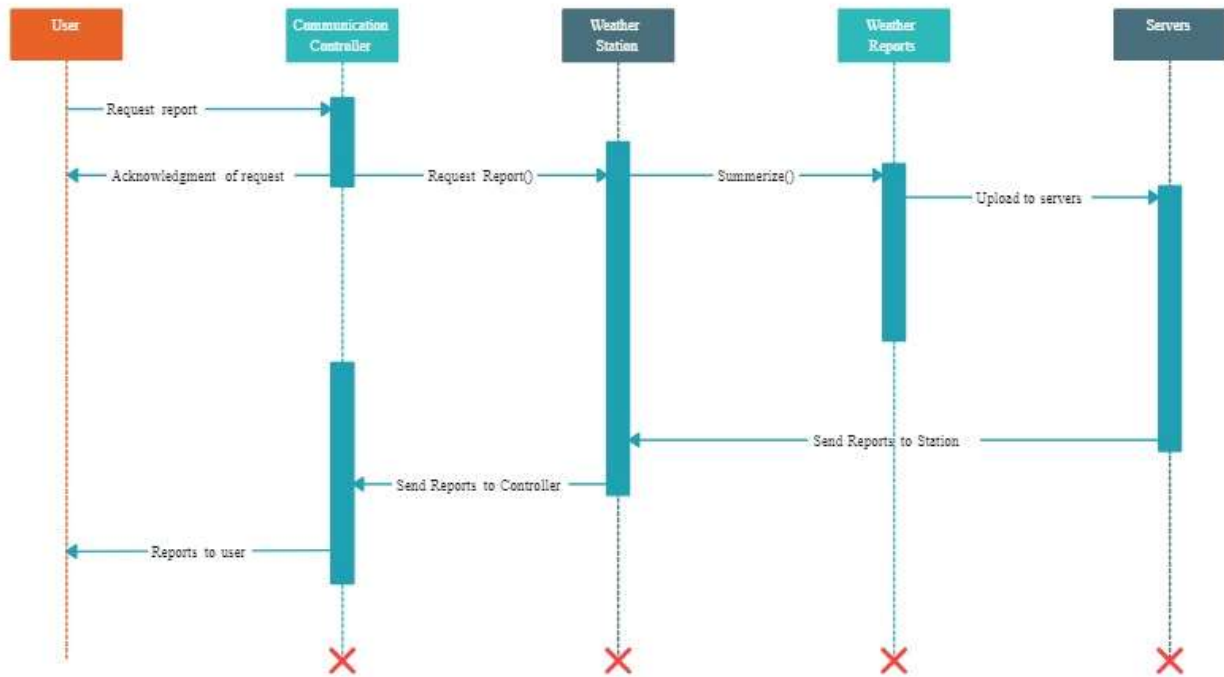 User
Communication
Controller
Weather
Station
Weather
Reports
Servers
Request report
Acknowledgment of request
Request Report()
Summerize()
Upload to servers
Send Reports to Station
Send Reports to Controller
Reports to user